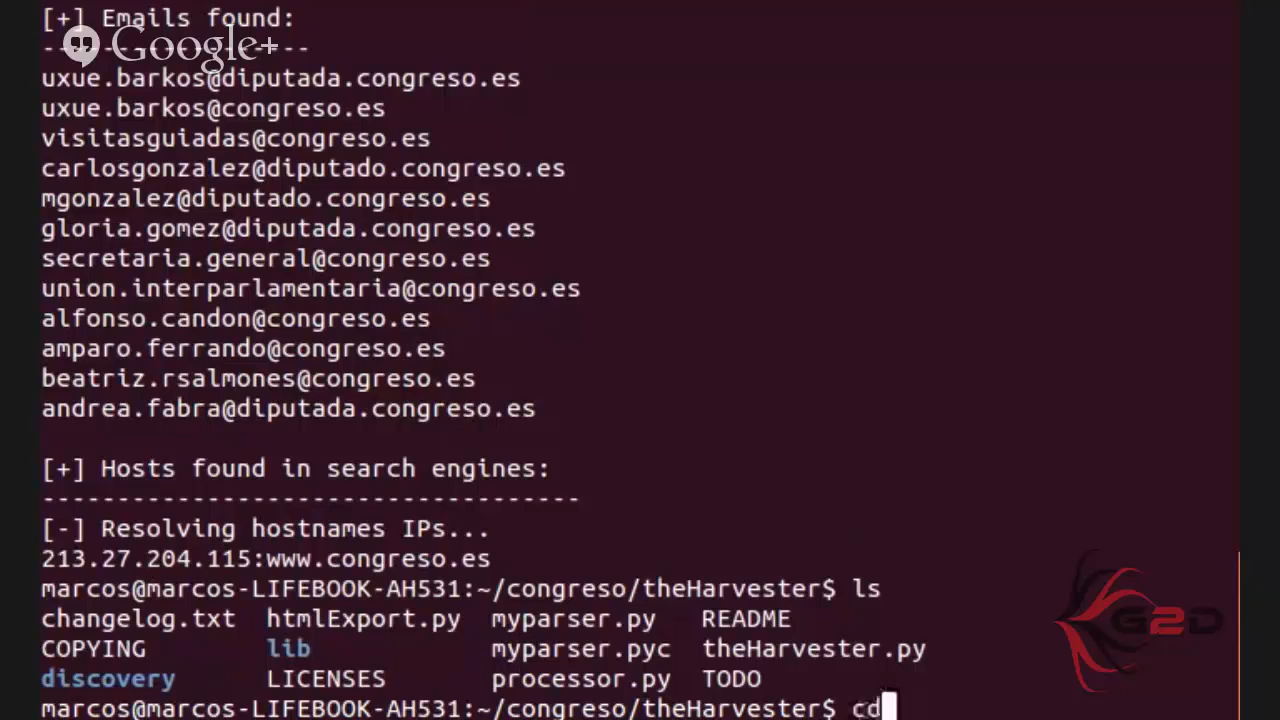 [+] Emails found:
Google+
-------------------
uxue.barkos@diputada.congreso.es
uxue.barkos@congreso.es
visitasguiadas@congreso.es
carlosgonzalez@diputado.congreso.es
mgonzalez@diputado.congreso.es
gloria.gomez@diputada.congreso.es
secretaria.general@congreso.es
union.interparlamentaria@congreso.es
alfonso.candon@congreso.es
amparo.ferrando@congreso.es
beatriz.rsalmones@congreso.es
andrea.fabra@diputada.congreso.es
[+] Hosts found in search engines:
------------------------------------
[-] Resolving hostnames IPs...
213.27.204.115:www.congreso.es
marcos@marcos-LIFEBOOK-AH531:~/congreso/theHarvester$ ls
changelog.txt htmlExport.py myparser.py README
COPYING lib myparser.pyc theHarvester.py
discovery LICENSES processor.py TODO
marcos@marcos-LIFEBOOK-AH531:~/congreso/theHarvester$ cd
G2D